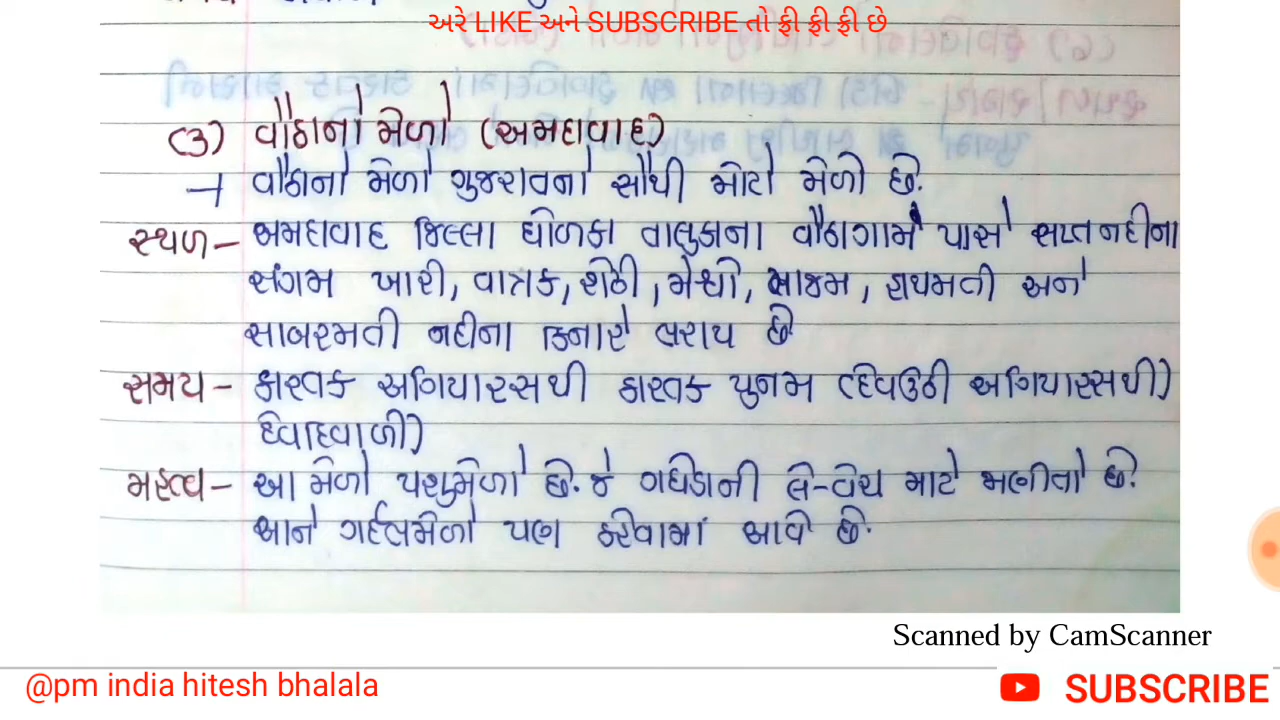 અરે LIKE અને SUBSCRIBE તો ફ્રી ફ્રી ફ્રી છે
(૩) વૌઠાનો મેળો (અમદાવાદ)
→ વૌઠાનો મેળો ગુજરાતનો સૌથી મોટો મેળો છે.
સ્થળ - અમદાવાદ જિલ્લા ધોળકા તાલુકાના વૌઠાગામે પાસે સપ્તનદીના
સંગમ ખારી, વાત્રક, શેઢી, મેશ્વો, માજમ, હાથમતી અને
સાબરમતી નદીના કિનારે ભરાય છે
સમય - કારતક અગિયારસથી કારતક પુનમ (દેવઉઠી અગિયારસથી)
દેવદિવાળી)
મહત્વ - આ મેળો પશુમેળો છે. જે ગધેડાની લે-વેચ માટે જાણીતો છે.
આને ગર્દભમેળો પણ કહેવામાં આવે છે.
Scanned by CamScanner
@pm india hitesh bhalala
SUBSCRIBE